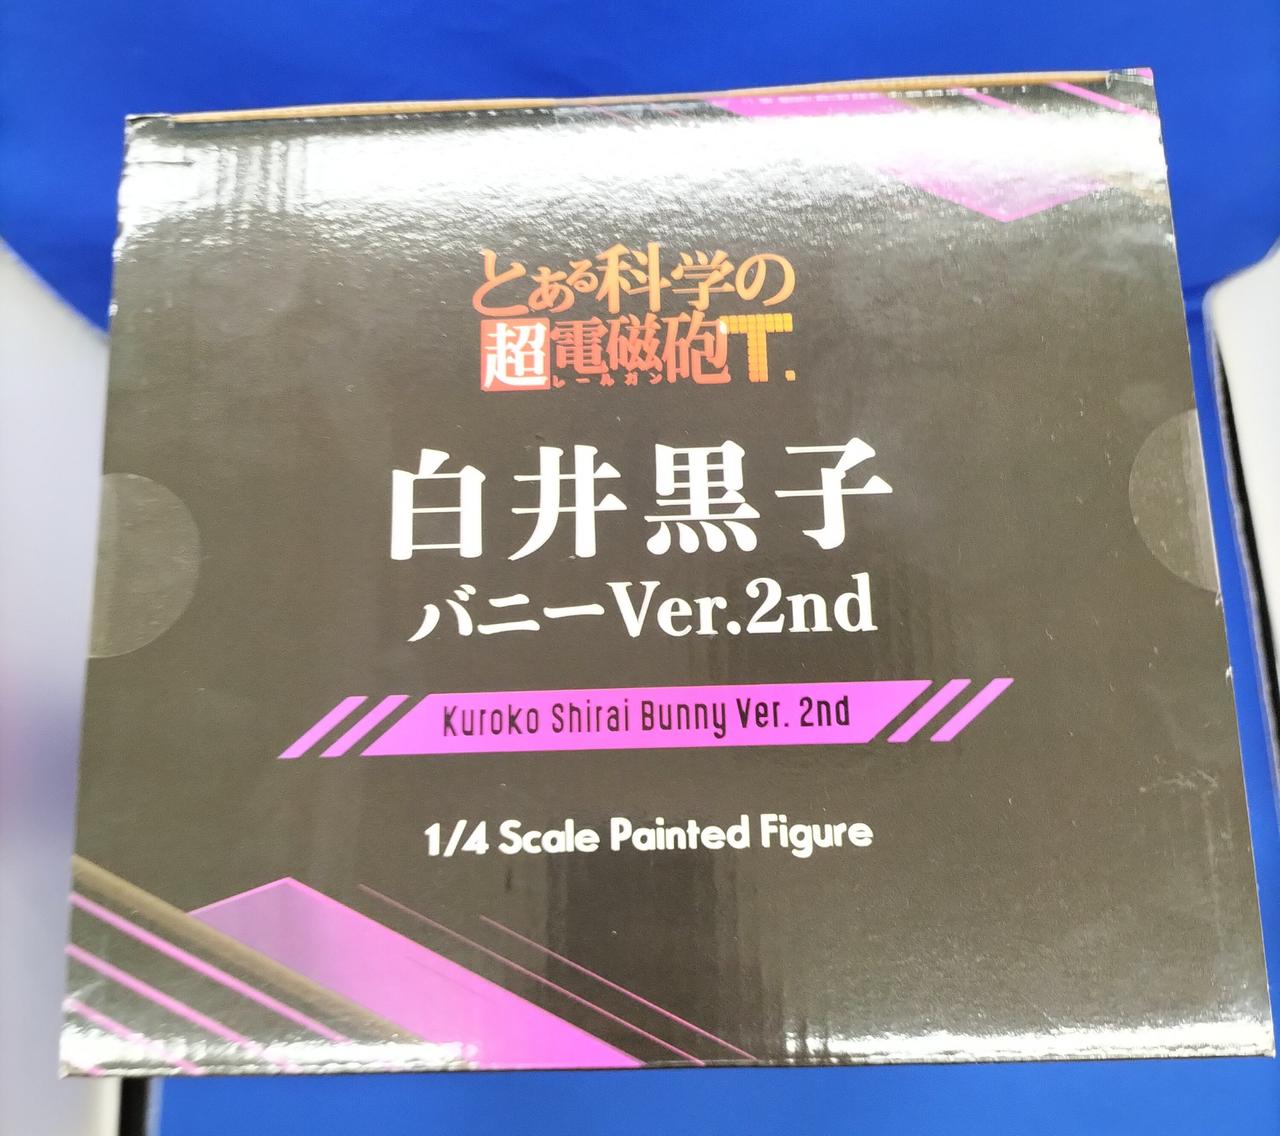 とある科学の
超電磁砲T.
レールガン
白井黒子
バニーVer.2nd
Kuroko Shirai Bunny Ver. 2nd
1/4 Scale Painted Figure